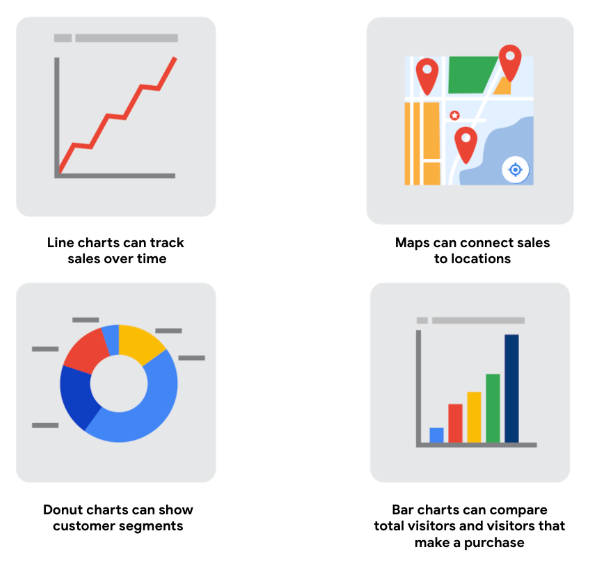 Line charts can track
sales over time
Maps can connect sales
to locations
Donut charts can show
customer segments
Bar charts can compare
total visitors and visitors that
make a purchase